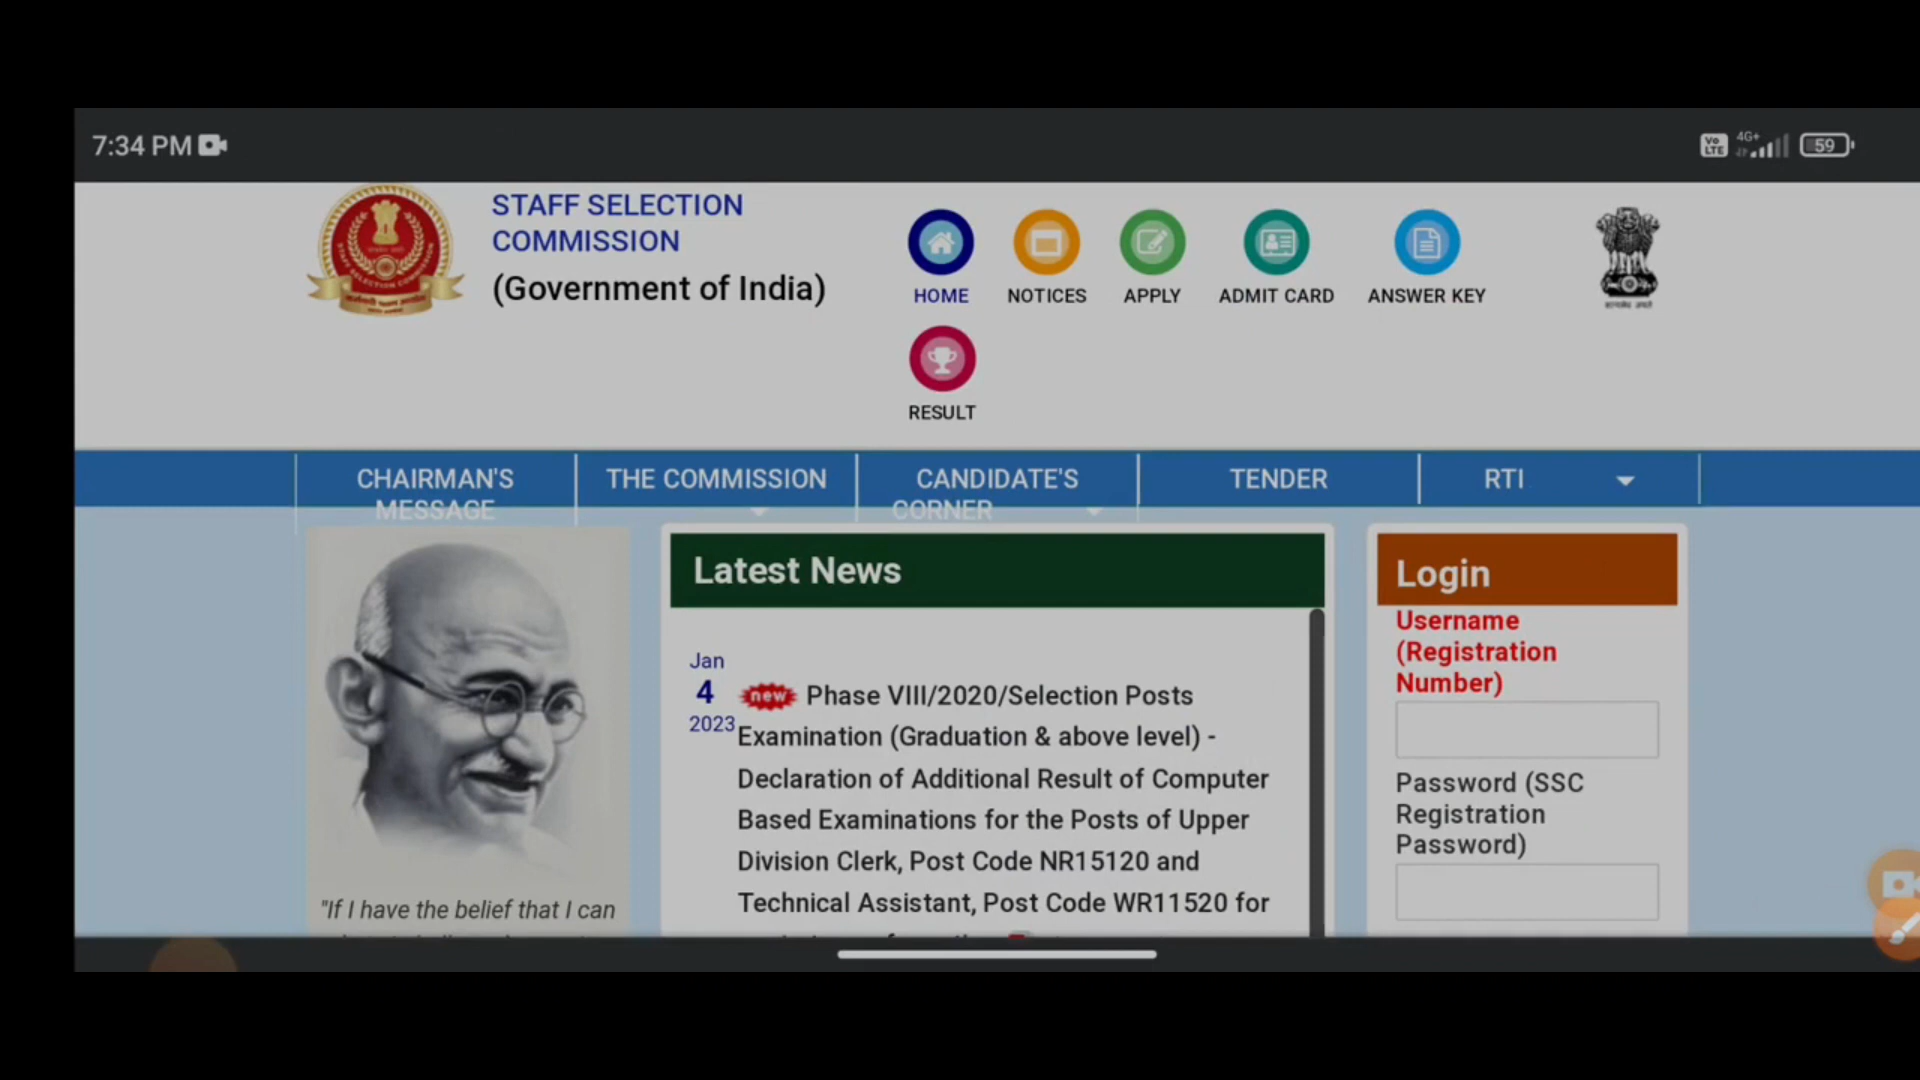 7:34 PM
Vo LTE
4G+
59
STAFF SELECTION
COMMISSION
(Government of India)
HOME
NOTICES
APPLY
ADMIT CARD
ANSWER KEY
RESULT
CHAIRMAN'S
MESSAGE
THE COMMISSION
CANDIDATE'S
CORNER
TENDER
RTI
"If I have the belief that I can
Latest News
Jan
4
2023
new Phase VIII/2020/Selection Posts
Examination (Graduation & above level) -
Declaration of Additional Result of Computer
Based Examinations for the Posts of Upper
Division Clerk, Post Code NR15120 and
Technical Assistant, Post Code WR11520 for
Login
Username
(Registration
Number)
Password (SSC
Registration
Password)